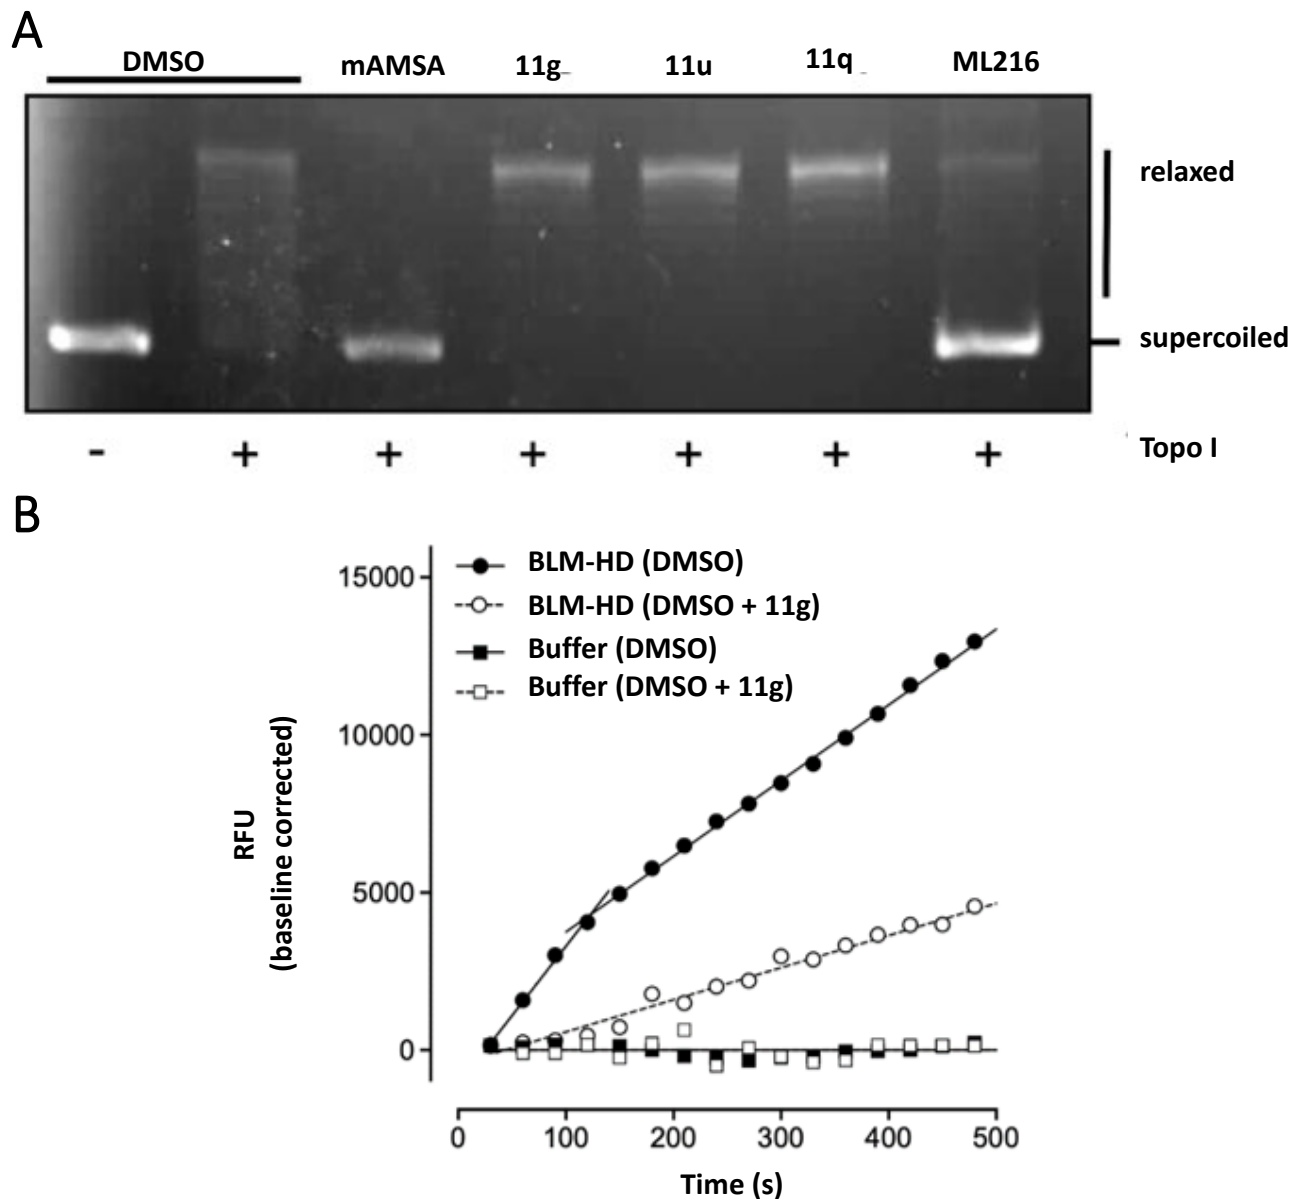 A
DMSO mAMSA 11g 11u 11q ML216
relaxed
supercoiled
- + + + + + + Topo I
B
BLM-HD (DMSO)
BLM-HD (DMSO + 11g)
Buffer (DMSO)
Buffer (DMSO + 11g)
15000
10000
5000
0
RFU
(baseline corrected)
0 100 200 300 400 500
Time (s)